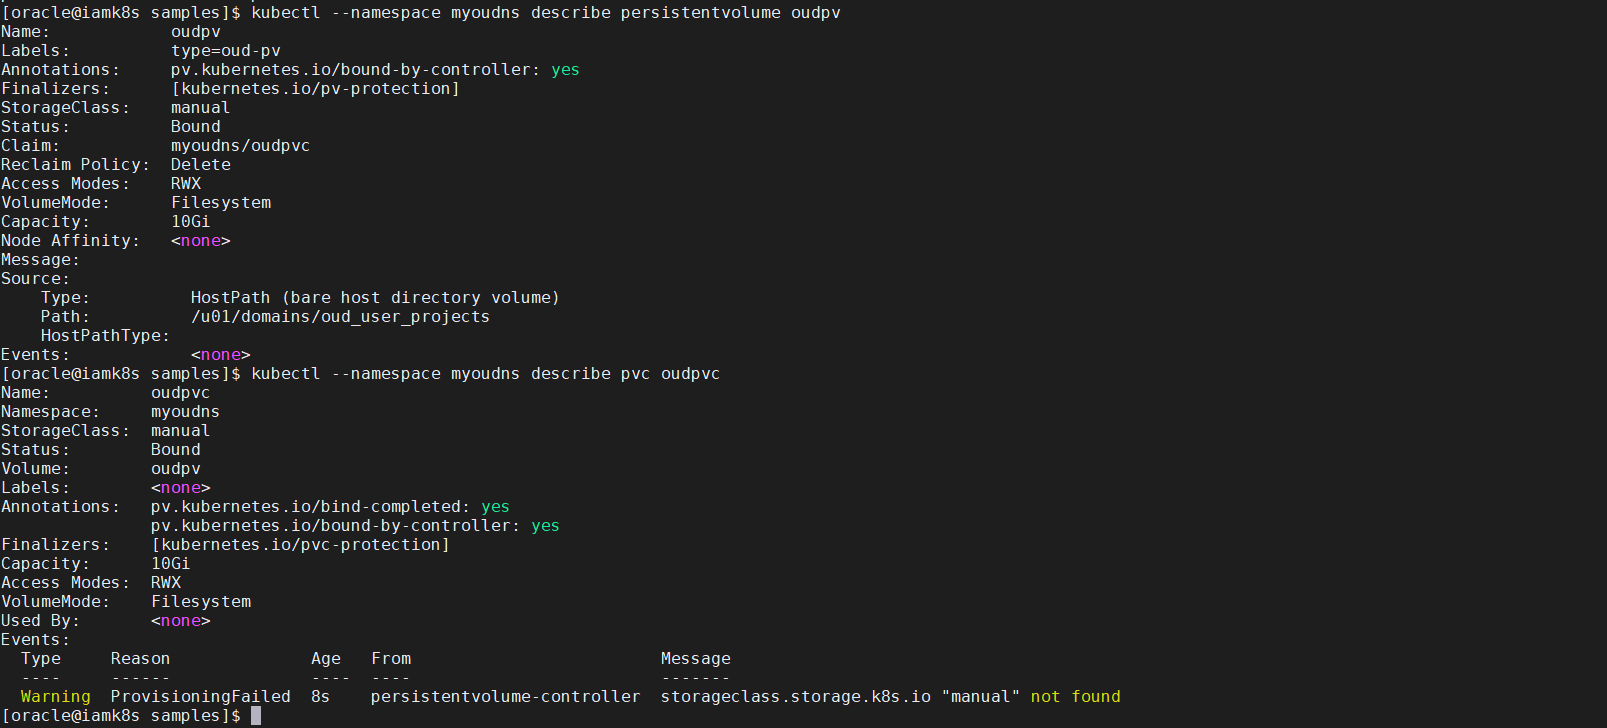 [oracle@iamk8s samples]$ kubectl --namespace myoudns describe persistentvolume oudpv
Name:            oudpv
Labels:          type=oud-pv
Annotations:     pv.kubernetes.io/bound-by-controller: yes
Finalizers:      [kubernetes.io/pv-protection]
StorageClass:    manual
Status:          Bound
Claim:           myoudns/oudpvc
Reclaim Policy:  Delete
Access Modes:    RWX
VolumeMode:      Filesystem
Capacity:        10Gi
Node Affinity:   <none>
Message:
Source:
    Type:          HostPath (bare host directory volume)
    Path:          /u01/domains/oud_user_projects
    HostPathType:
Events:            <none>
[oracle@iamk8s samples]$ kubectl --namespace myoudns describe pvc oudpvc
Name:          oudpvc
Namespace:     myoudns
StorageClass:  manual
Status:        Bound
Volume:        oudpv
Labels:        <none>
Annotations:   pv.kubernetes.io/bind-completed: yes
               pv.kubernetes.io/bound-by-controller: yes
Finalizers:    [kubernetes.io/pvc-protection]
Capacity:      10Gi
Access Modes:  RWX
VolumeMode:    Filesystem
Used By:       <none>
Events:
  Type     Reason              Age   From                         Message
  ----     ------              ----  ----                         -------
  Warning  ProvisioningFailed  8s    persistentvolume-controller  storageclass.storage.k8s.io "manual" not found
[oracle@iamk8s samples]$